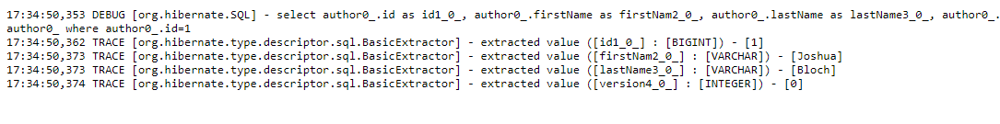 17:34:50,353 DEBUG [org.hibernate.SQL] - select author0_.id as id1_0_, author0_.firstName as firstNam2_0_, author0_.lastName as lastName3_0_, author0_.
author0_ where author0_.id=1
17:34:50,362 TRACE [org.hibernate.type.descriptor.sql.BasicExtractor] - extracted value ([id1_0_] : [BIGINT]) - [1]
17:34:50,373 TRACE [org.hibernate.type.descriptor.sql.BasicExtractor] - extracted value ([firstNam2_0_] : [VARCHAR]) - [Joshua]
17:34:50,373 TRACE [org.hibernate.type.descriptor.sql.BasicExtractor] - extracted value ([lastName3_0_] : [VARCHAR]) - [Bloch]
17:34:50,374 TRACE [org.hibernate.type.descriptor.sql.BasicExtractor] - extracted value ([version4_0_] : [INTEGER]) - [0]